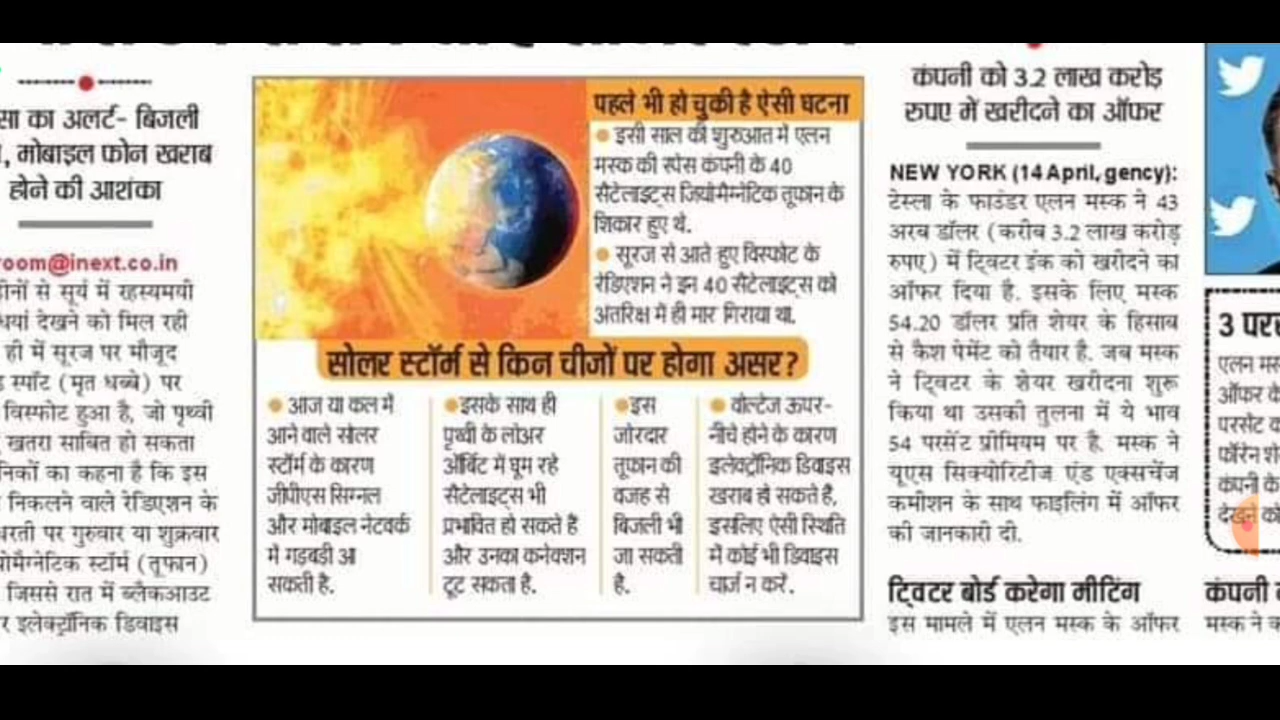 सा का अलर्ट- बिजली
, मोबाइल फोन खराब
होने की आशंका
room@inext.co.in
से सूर्य में रहस्यमयी
देखने को मिल रही
ही में सूरज पर मौजूद
स्पॉट (मृत धब्बे) पर
विस्फोट हुआ है, जो पृथ्वी
खतरा साबित हो सकता
का कहना है कि इस
निकलने वाले रेडिएशन के
पर गुरुवार या शुक्रवार
स्टॉर्म (तूफान)
जिससे रात में ब्लैकआउट
र इलेक्ट्रॉनिक डिवाइस
पहले भी हो चुकी है ऐसी घटना
इसी साल की शुरुआत में एलन
मस्क की स्पेस कंपनी के 40
सैटेलाइट्स जियोमैग्नेटिक तूफान के
शिकार हुए थे.
सूरज से आते हुए विस्फोट के
रेडिएशन ने इन 40 सैटेलाइट्स को
अंतरिक्ष में ही मार गिराया था.
सोलर स्टॉर्म से किन चीजों पर होगा असर?
आज या कल में
आने वाले सोलर
स्टॉर्म के कारण
जीपीएस सिग्नल
और मोबाइल नेटवर्क
में गड़बड़ी आ
सकती है.
इसके साथ ही
पृथ्वी के लोअर
ऑर्बिट में घूम रहे
सैटेलाइट्स भी
प्रभावित हो सकते हैं
और उनका कनेक्शन
टूट सकता है.
इस
जोरदार
तूफान की
वजह से
बिजली भी
जा सकती
है.
वोल्टेज ऊपर-
नीचे होने के कारण
इलेक्ट्रॉनिक डिवाइस
खराब हो सकते हैं,
इसलिए ऐसी स्थिति
में कोई भी डिवाइस
चार्ज न करें.
कंपनी को 3.2 लाख करोड़
रुपए में खरीदने का ऑफर
NEW YORK (14 April, gency):
टेस्ला के फाउंडर एलन मस्क ने 43
अरब डॉलर (करीब 3.2 लाख करोड़
रुपए) में ट्विटर इंक को खरीदने का
ऑफर दिया है. इसके लिए मस्क
54.20 डॉलर प्रति शेयर के हिसाब
से कैश पेमेंट को तैयार है. जब मस्क
ने ट्विटर के शेयर खरीदना शुरू
किया था उसकी तुलना में ये भाव
54 परसेंट प्रीमियम पर है. मस्क ने
यूएस सिक्योरिटीज एंड एक्सचेंज
कमीशन के साथ फाइलिंग में ऑफर
की जानकारी दी.
ट्विटर बोर्ड करेगा मीटिंग
इस मामले में एलन मस्क के ऑफर
3 पर
एलन मस
ऑफर के
परसेंट क
फॉरेन शे
कंपनी के
देखने को
कंपनी
मस्क ने क